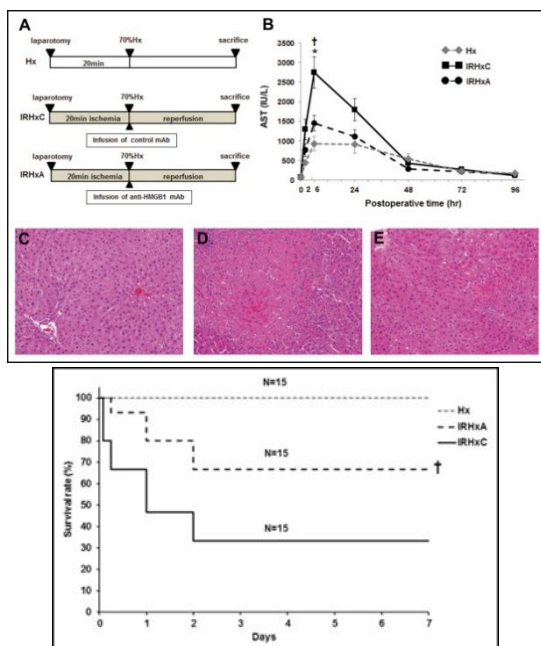 A
laparotomy 70%Hx sacrifice
Hx
20min
70%Hx sacrifice
laparotomy
IRHxC
20min ischemia reperfusion
Infusion of control mAb
laparotomy 70%Hx sacrifice
IRHxA
20min ischemia reperfusion
Infusion of anti-HMGB1 mAb
B
AST (IU/L)
3500
3000
2500
2000
1500
1000
500
0
†
*
Hx
IRHxC
IRHxA
0 2 6 24 48 72 96
Postoperative time (hr)
C D E
N=15
Survival rate (%)
100
90
80
70
60
50
40
30
20
10
0
Hx
IRHxA
IRHxC
N=15
†
N=15
0 1 2 3 4 5 6 7
Days